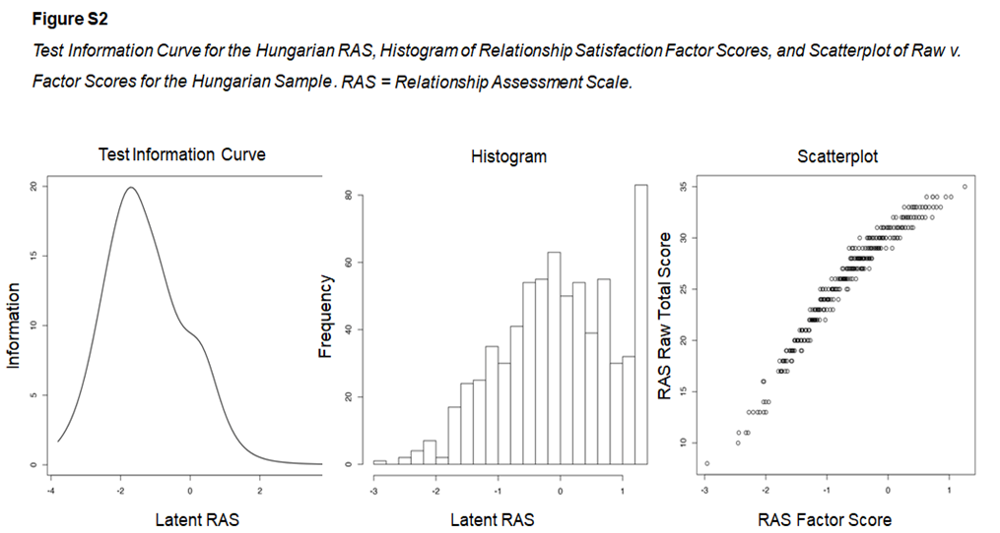 Figure S2
Test Information Curve for the Hungarian RAS, Histogram of Relationship Satisfaction Factor Scores, and Scatterplot of Raw v.
Factor Scores for the Hungarian Sample. RAS = Relationship Assessment Scale.
Test Information Curve
Information
20
15
10
5
0
-4
-2
0
2
Latent RAS
Histogram
Frequency
80
60
40
20
0
-3
-2
-1
0
1
Latent RAS
Scatterplot
RAS Raw Total Score
35
30
25
20
15
10
-3
-2
-1
0
1
RAS Factor Score